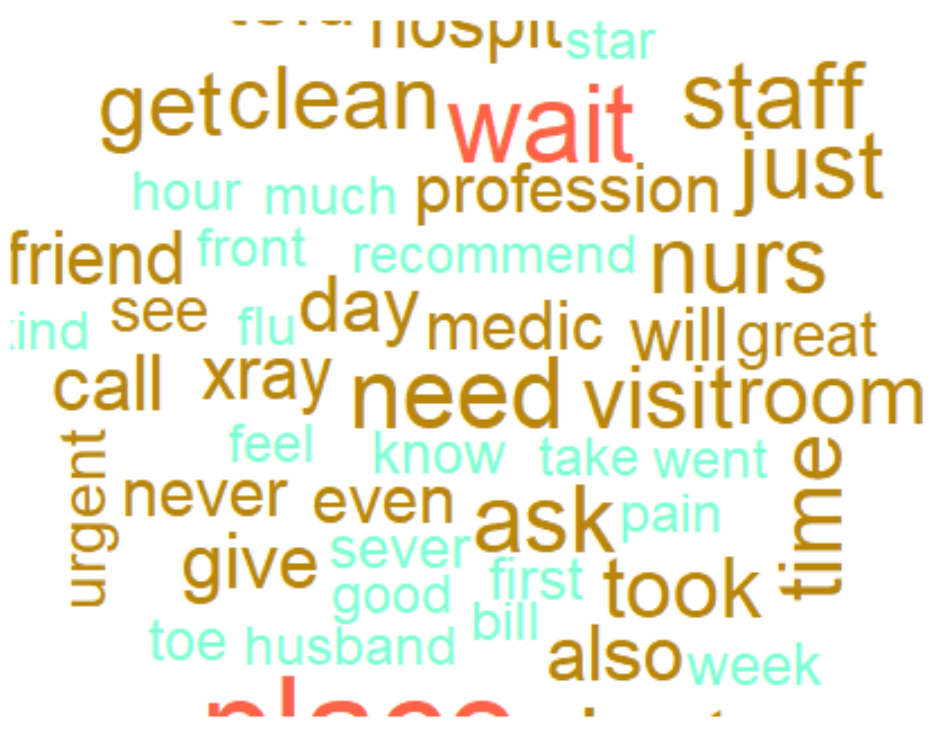 hospit star
get clean wait staff
just
hour much profession
friend front recommend nurs
see flu day medic will great
call xray need visit room
feel know take went
urgent never even ask pain time
give sever first took
good bill
toe husband also week
place